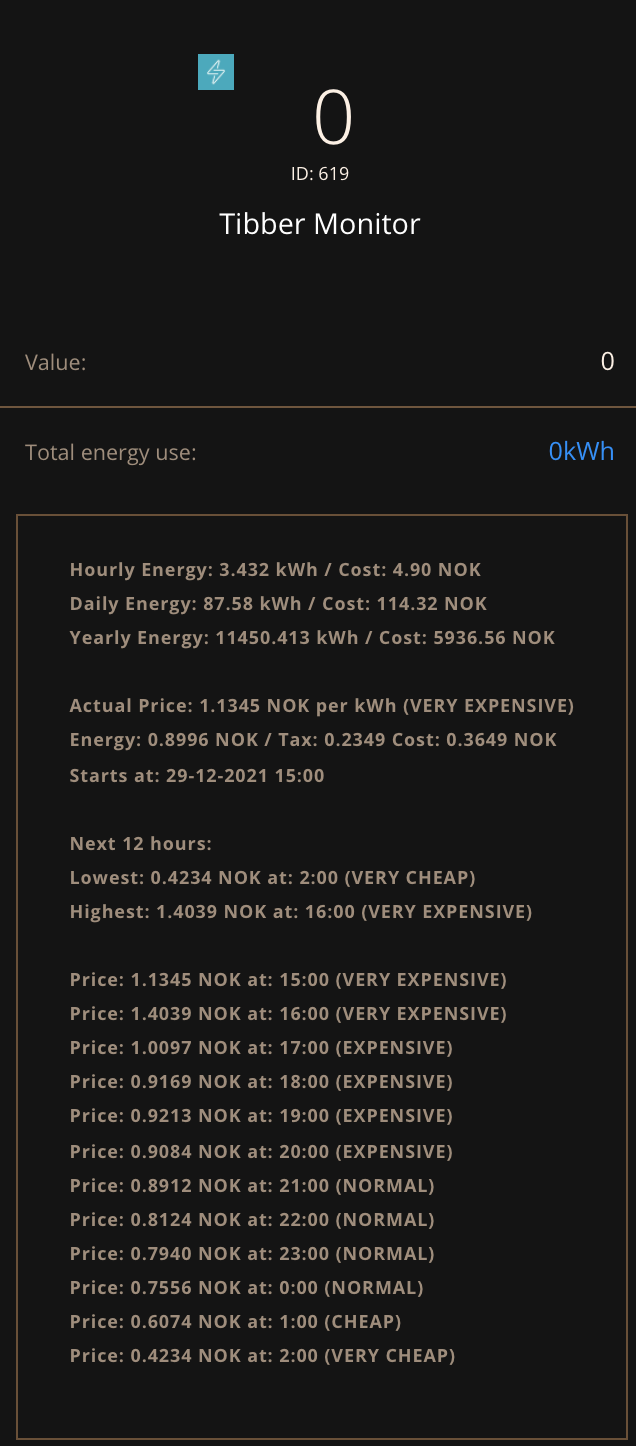 0
ID: 619
Tibber Monitor
Value:
0
Total energy use:
0kWh
Hourly Energy: 3.432 kWh / Cost: 4.90 NOK
Daily Energy: 87.58 kWh / Cost: 114.32 NOK
Yearly Energy: 11450.413 kWh / Cost: 5936.56 NOK
Actual Price: 1.1345 NOK per kWh (VERY EXPENSIVE)
Energy: 0.8996 NOK / Tax: 0.2349 Cost: 0.3649 NOK
Starts at: 29-12-2021 15:00
Next 12 hours:
Lowest: 0.4234 NOK at: 2:00 (VERY CHEAP)
Highest: 1.4039 NOK at: 16:00 (VERY EXPENSIVE)
Price: 1.1345 NOK at: 15:00 (VERY EXPENSIVE)
Price: 1.4039 NOK at: 16:00 (VERY EXPENSIVE)
Price: 1.0097 NOK at: 17:00 (EXPENSIVE)
Price: 0.9169 NOK at: 18:00 (EXPENSIVE)
Price: 0.9213 NOK at: 19:00 (EXPENSIVE)
Price: 0.9084 NOK at: 20:00 (EXPENSIVE)
Price: 0.8912 NOK at: 21:00 (NORMAL)
Price: 0.8124 NOK at: 22:00 (NORMAL)
Price: 0.7940 NOK at: 23:00 (NORMAL)
Price: 0.7556 NOK at: 0:00 (NORMAL)
Price: 0.6074 NOK at: 1:00 (CHEAP)
Price: 0.4234 NOK at: 2:00 (VERY CHEAP)